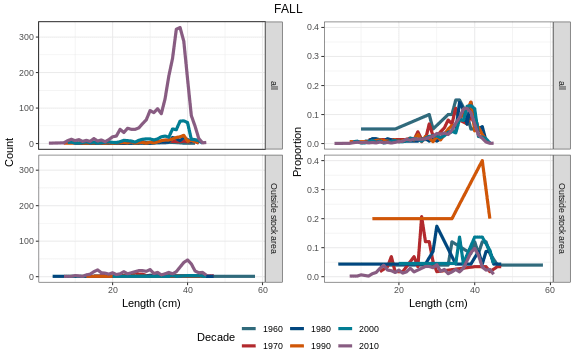 FALL
300
200
100
0
all
0.4
0.3
0.2
0.1
0.0
all
Count
Proportion
300
200
100
0
Outside stock area
0.4
0.3
0.2
0.1
0.0
Outside stock area
20 40 60
20 40 60
Length (cm) Length (cm)
Decade
1960 1980 2000
1970 1990 2010